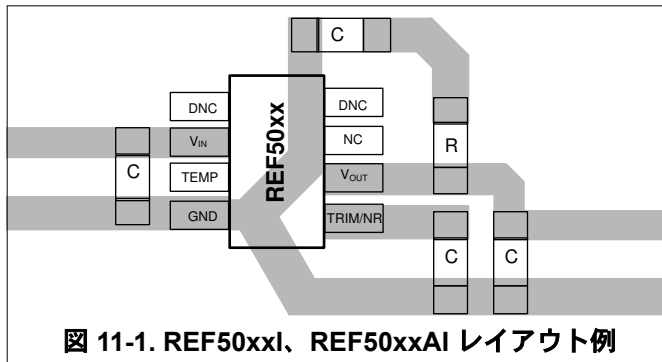 C
DNC
DNC
VIN
NC
R
C
TEMP
REF50xx
VOUT
GND
TRIM/NR
C
C
図 11-1. REF50xxI、REF50xxAI レイアウト例